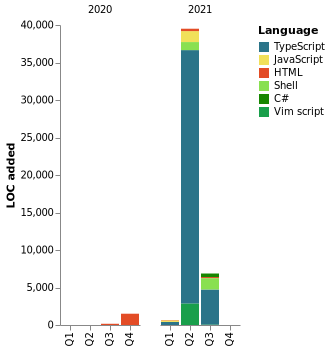 2020 2021
Language
TypeScript
JavaScript
HTML
Shell
C#
Vim script
LOC added
40,000
35,000
30,000
25,000
20,000
15,000
10,000
5,000
0
Q1 Q2 Q3 Q4 Q1 Q2 Q3 Q4